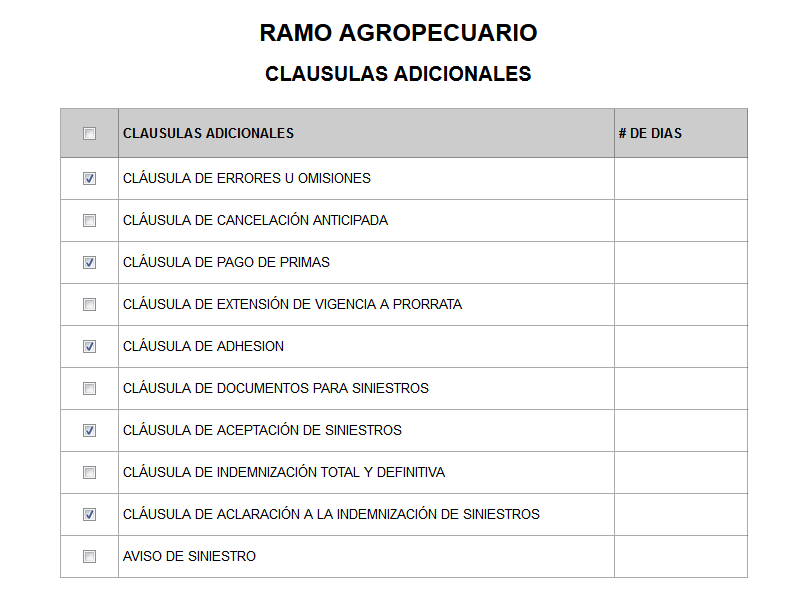 RAMO AGROPECUARIO
CLAUSULAS ADICIONALES
CLAUSULAS ADICIONALES # DE DIAS
CLÁUSULA DE ERRORES U OMISIONES
CLÁUSULA DE CANCELACIÓN ANTICIPADA
CLÁUSULA DE PAGO DE PRIMAS
CLÁUSULA DE EXTENSIÓN DE VIGENCIA A PRORRATA
CLÁUSULA DE ADHESION
CLÁUSULA DE DOCUMENTOS PARA SINIESTROS
CLÁUSULA DE ACEPTACIÓN DE SINIESTROS
CLÁUSULA DE INDEMNIZACIÓN TOTAL Y DEFINITIVA
CLÁUSULA DE ACLARACIÓN A LA INDEMNIZACIÓN DE SINIESTROS
AVISO DE SINIESTRO